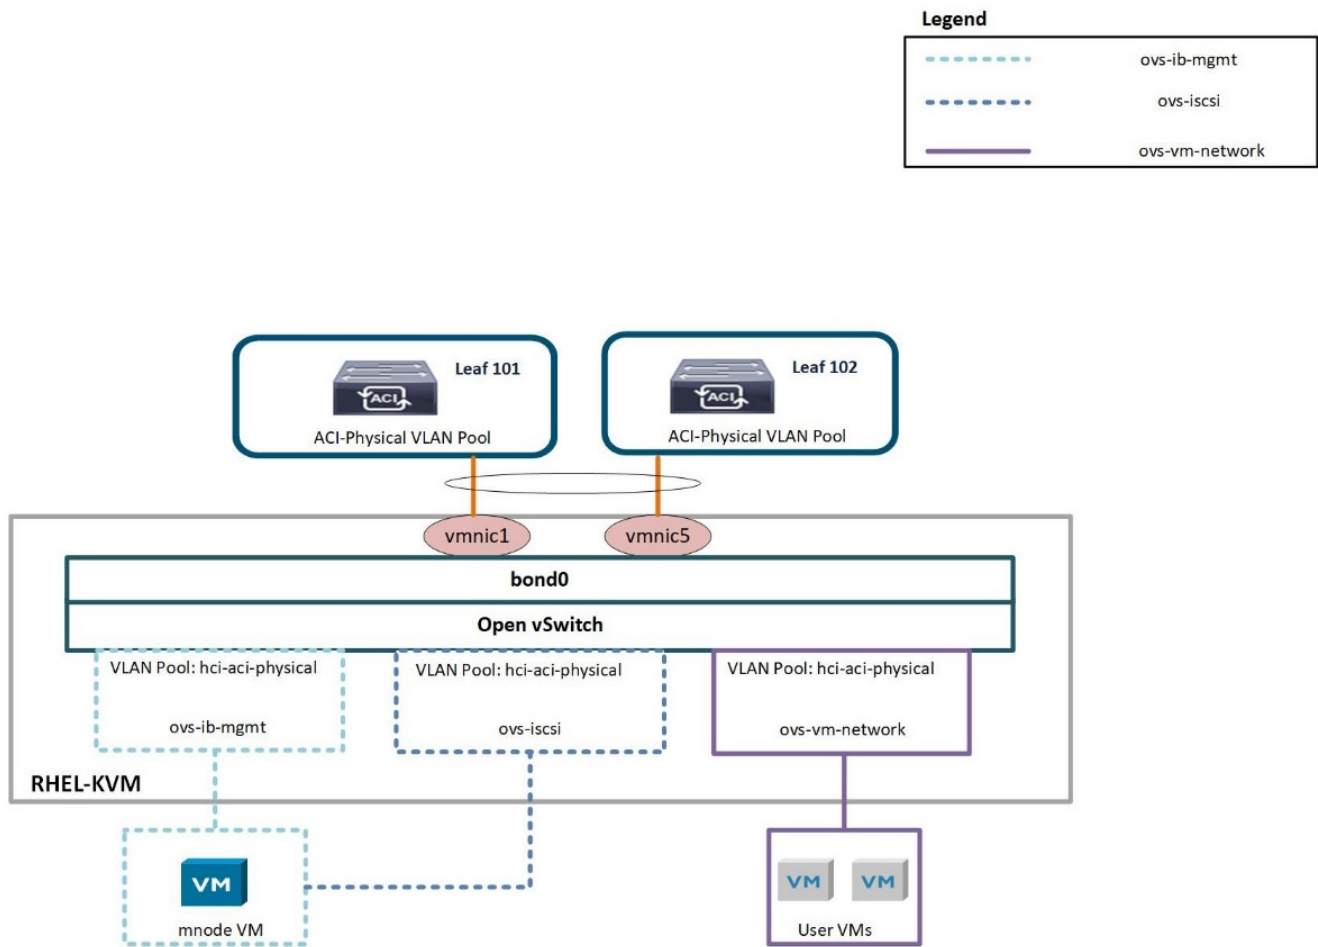 Legend
ovs-ib-mgmt
ovs-iscsi
ovs-vm-network
Leaf 101
ACI
ACI-Physical VLAN Pool
Leaf 102
ACI
ACI-Physical VLAN Pool
vmnic1
vmnic5
bond0
Open vSwitch
VLAN Pool: hci-aci-physical
ovs-ib-mgmt
VLAN Pool: hci-aci-physical
ovs-iscsi
VLAN Pool: hci-aci-physical
ovs-vm-network
RHEL-KVM
VM
mnode VM
VM VM
User VMs